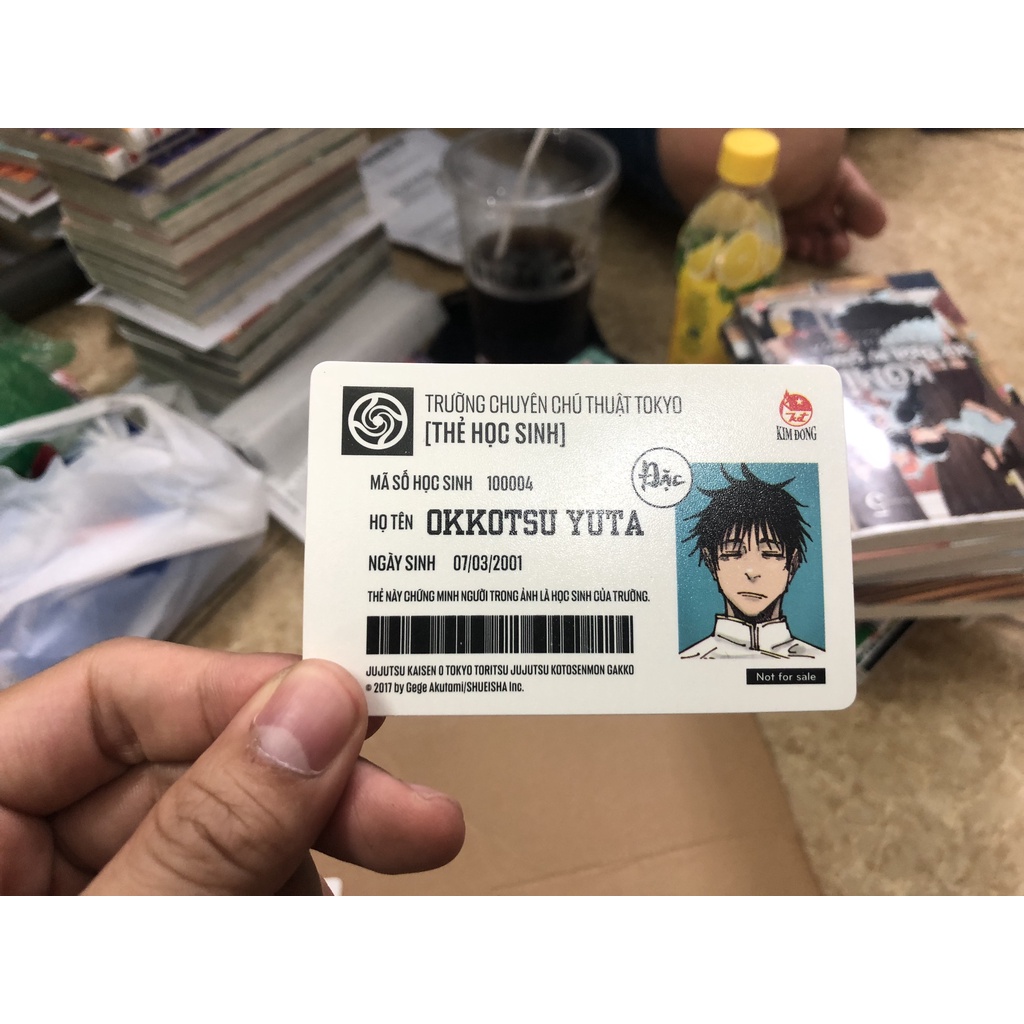 TRƯỜNG CHUYÊN CHÚ THUẬT TOKYO
[THẺ HỌC SINH]
KIM ĐỒNG
Đặc
MÃ SỐ HỌC SINH 100004
HỌ TÊN OKKOTSU YUTA
NGÀY SINH 07/03/2001
THẺ NÀY CHỨNG MINH NGƯỜI TRONG ẢNH LÀ HỌC SINH CỦA TRƯỜNG.
JUJUTSU KAISEN 0 TOKYO TORITSU JUJUTSU KOTOSENMON GAKKO
© 2017 by Gege Akutami/SHUEISHA Inc.
Not for sale